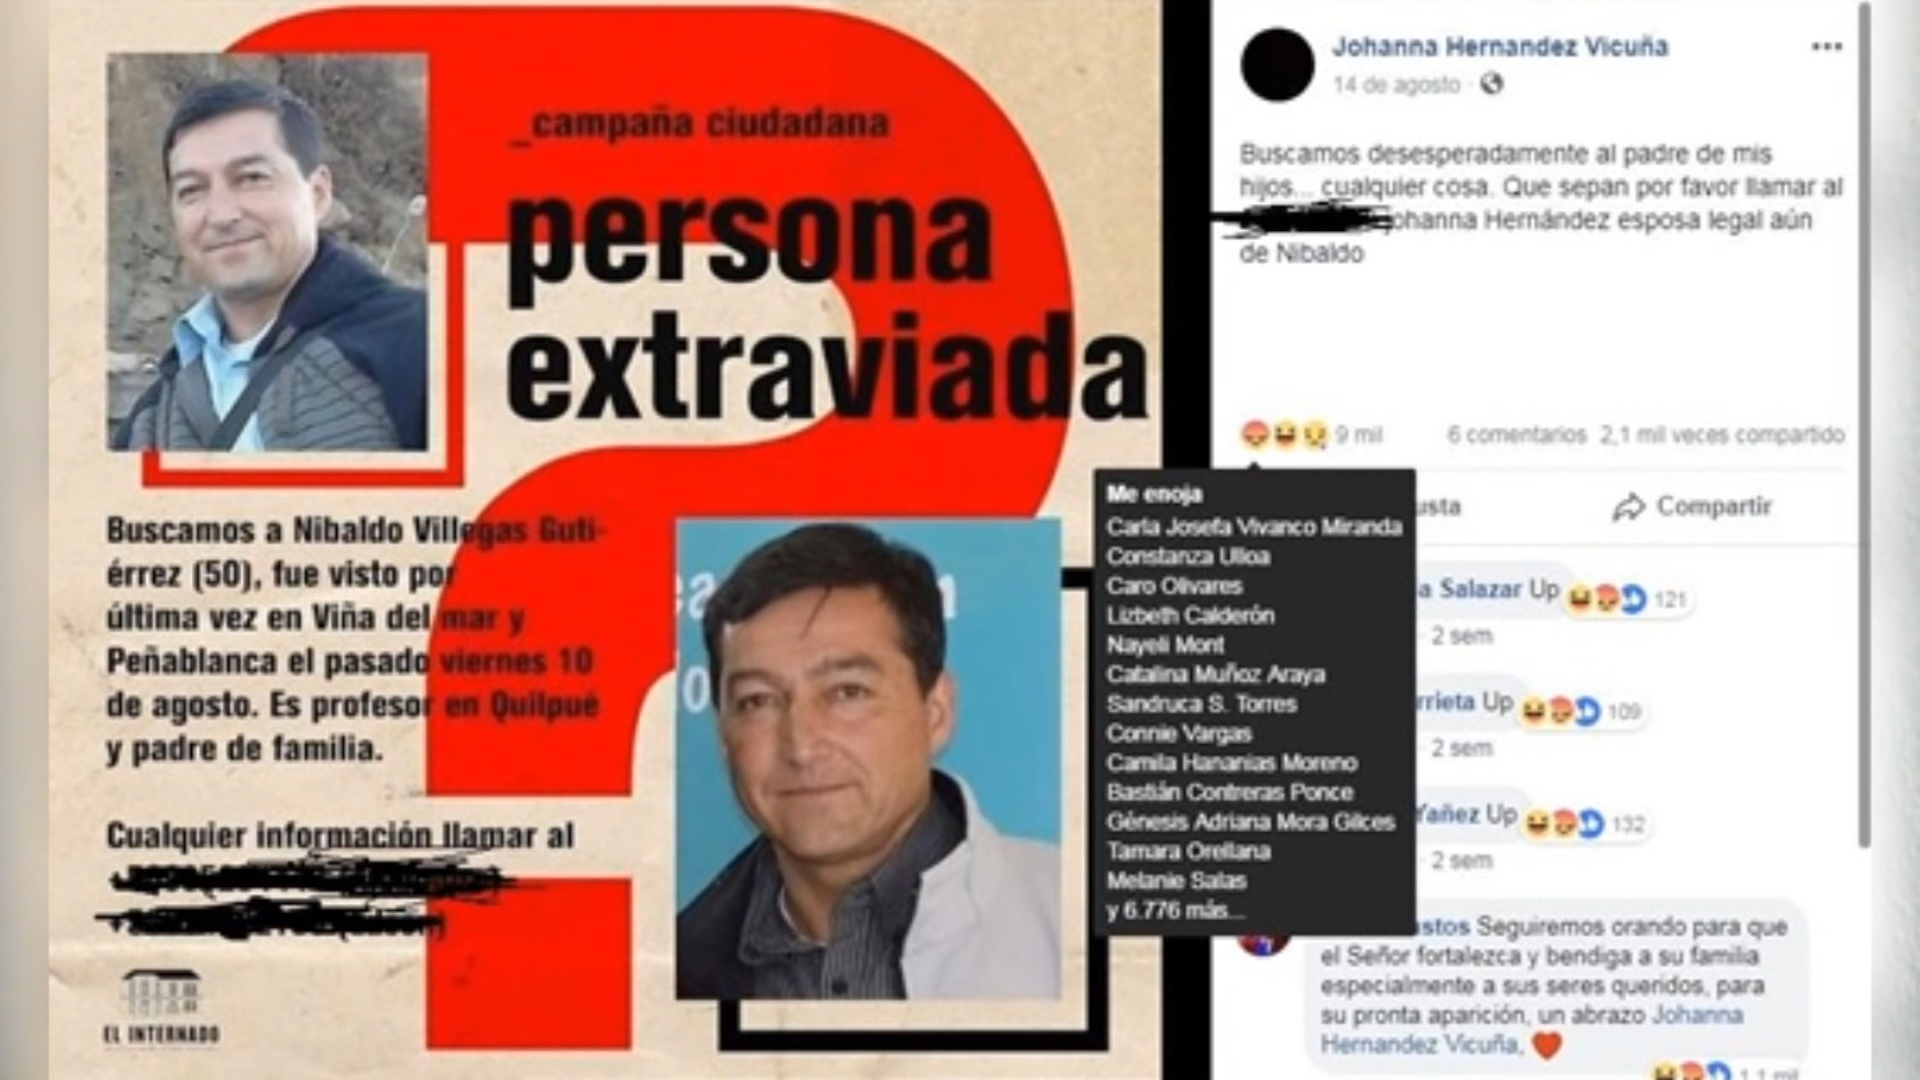 _campaña ciudadana
persona
extraviada
Buscamos a Nibaldo Villegas Guti-
érrez (50), fue visto por
última vez en Viña del mar y
Peñablanca el pasado viernes 10
de agosto. Es profesor en Quilpué
y padre de familia.
Cualquier información llamar al
EL INTERNADO
Johanna Hernandez Vicuña
14 de agosto
Buscamos desesperadamente al padre de mis
hijos... cualquier cosa. Que sepan por favor llamar al
ohanna Hernández esposa legal aún
de Nibaldo
9 mil 6 comentarios 2,1 mil veces compartido
usta Compartir
Me enoja
Carla Josefa Vivanco Miranda
Constanza Ulloa
Caro Olivares
Lizbeth Calderón
Nayeli Mont
Catalina Muñoz Araya
Sandruca S. Torres
Connie Vargas
Camila Hananias Moreno
Bastián Contreras Ponce
Génesis Adriana Mora Gilces
Tamara Orellana
Melanie Salas
y 6.776 más...
a Salazar Up 121
2 sem
rrieta Up 109
2 sem
Yañez Up 132
2 sem
stos Seguiremos orando para que
el Señor fortalezca y bendiga a su familia
especialmente a sus seres queridos, para
su pronta aparición, un abrazo Johanna
Hernandez Vicuña,
1,1 mil